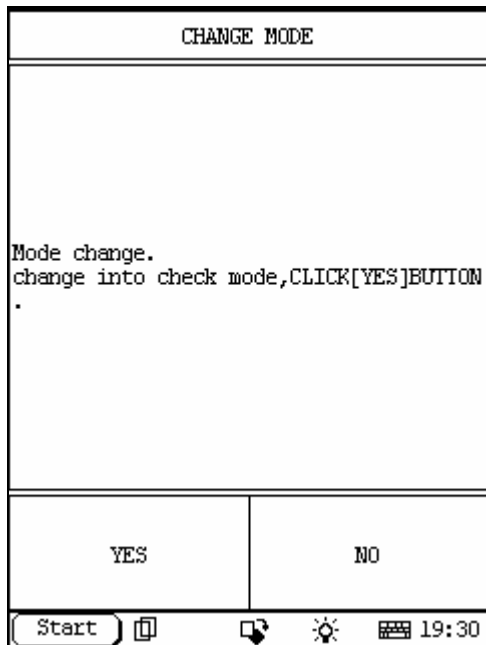 CHANGE MODE
Mode change.
change into check mode,CLICK[YES]BUTTON
.
YES
NO
Start
19:30